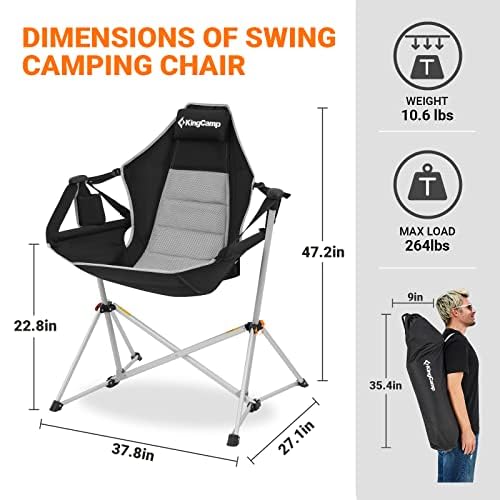 DIMENSIONS OF SWING
CAMPING CHAIR
KingCamp
47.2in
22.8in
37.8in
27.1in
WEIGHT
10.6 lbs
T
MAX LOAD
264lbs
9in
35.4in
KingCamp